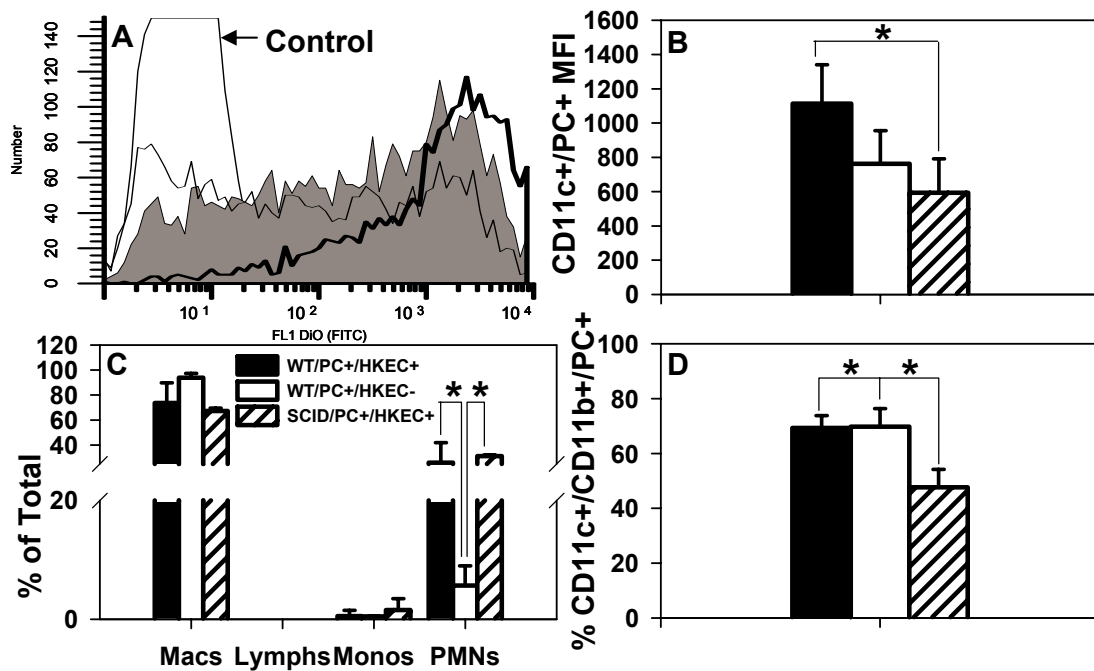 A
Control
Number
140
120
100
80
60
40
20
0
10 1
10 2
10 3
10 4
FL1 DiO (FITC)
B
*
CD11c+/PC+ MFI
1600
1400
1200
1000
800
600
400
200
0
C
WT/PC+/HKEC+
WT/PC+/HKEC-
SCID/PC+/HKEC+
* *
% of Total
120
100
80
60
40
20
0
Macs Lymphs Monos PMNs
D
* *
% CD11c+/CD11b+/PC+
100
80
60
40
20
0